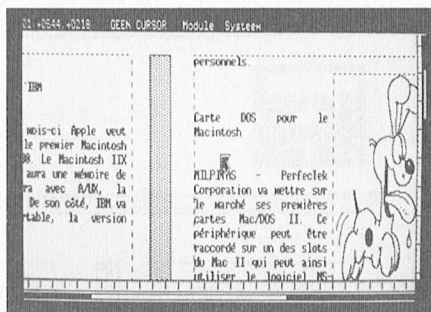 01 +0544,+0218 GEEN CURSOR Module Systeem
'IBM
mois-ci Apple veut
le premier Macintosh
0. Le Macintosh IIX
aura une mémoire de
ra avec A/UX, la
De son côté, IBM va
rtable, la version
personnels.
Carte DOS pour le
Macintosh
MILPITAS - Perfectek
Corporation va mettre sur
le marché ses premières
cartes Mac/DOS II. Ce
périphérique peut être
raccordé sur un des slots
du Mac II qui peut ainsi
utiliser le logiciel MS-